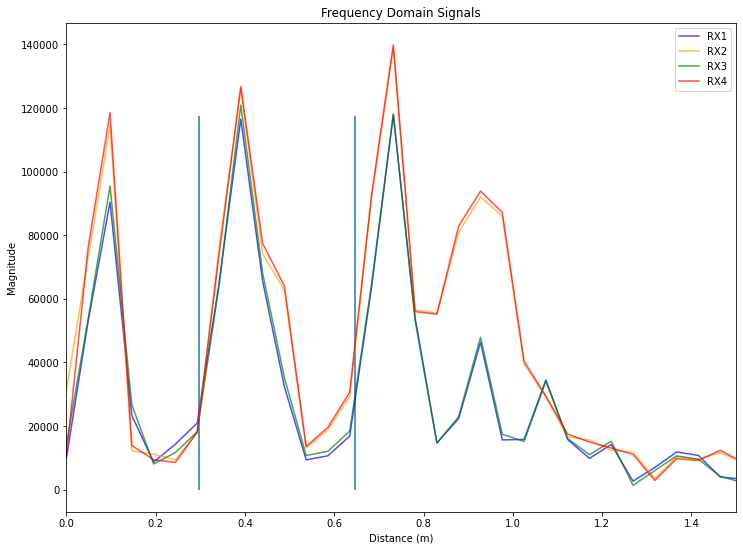 Frequency Domain Signals
RX1
RX2
RX3
RX4
Magnitude
140000
120000
100000
80000
60000
40000
20000
0
0.0 0.2 0.4 0.6 0.8 1.0 1.2 1.4
Distance (m)